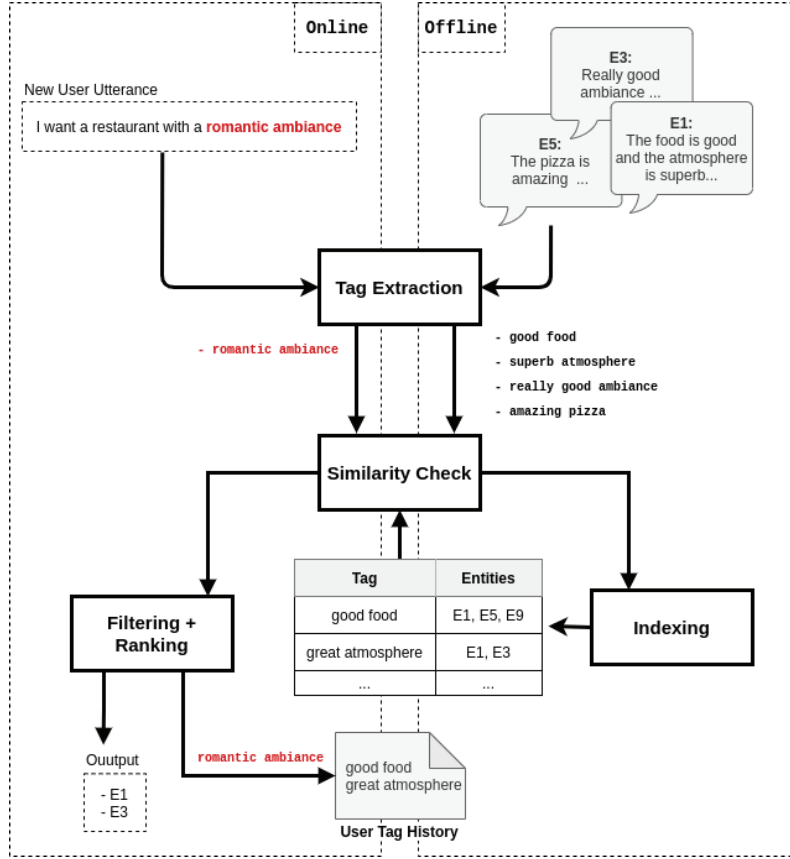 Online
Offline
New User Utterance
I want a restaurant with a romantic ambiance
E3:
Really good
ambiance ...
E5:
The pizza is
amazing ...
E1:
The food is good
and the atmosphere
is superb...
Tag Extraction
- romantic ambiance
- good food
- superb atmosphere
- really good ambiance
- amazing pizza
Similarity Check
Tag Entities
good food E1, E5, E9
great atmosphere E1, E3
... ...
Filtering +
Ranking
Indexing
Ouutput
- E1
- E3
romantic ambiance
good food
great atmosphere
User Tag History